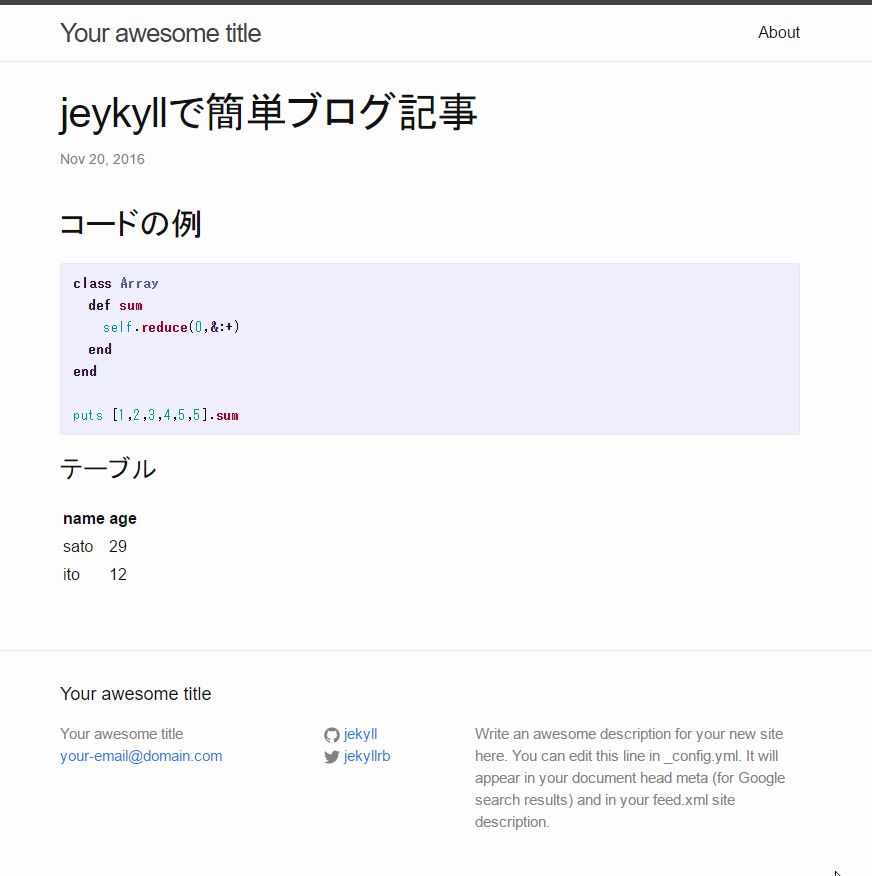 Your awesome title
About
jeykyllで簡単ブログ記事
Nov 20, 2016
コードの例
class Array
  def sum
    self.reduce(0,&:+)
  end
end
puts [1,2,3,4,5,5].sum
テーブル
name age
sato 29
ito 12
Your awesome title
Your awesome title
your-email@domain.com
jekyll
jekyllrb
Write an awesome description for your new site
here. You can edit this line in _config.yml. It will
appear in your document head meta (for Google
search results) and in your feed.xml site
description.